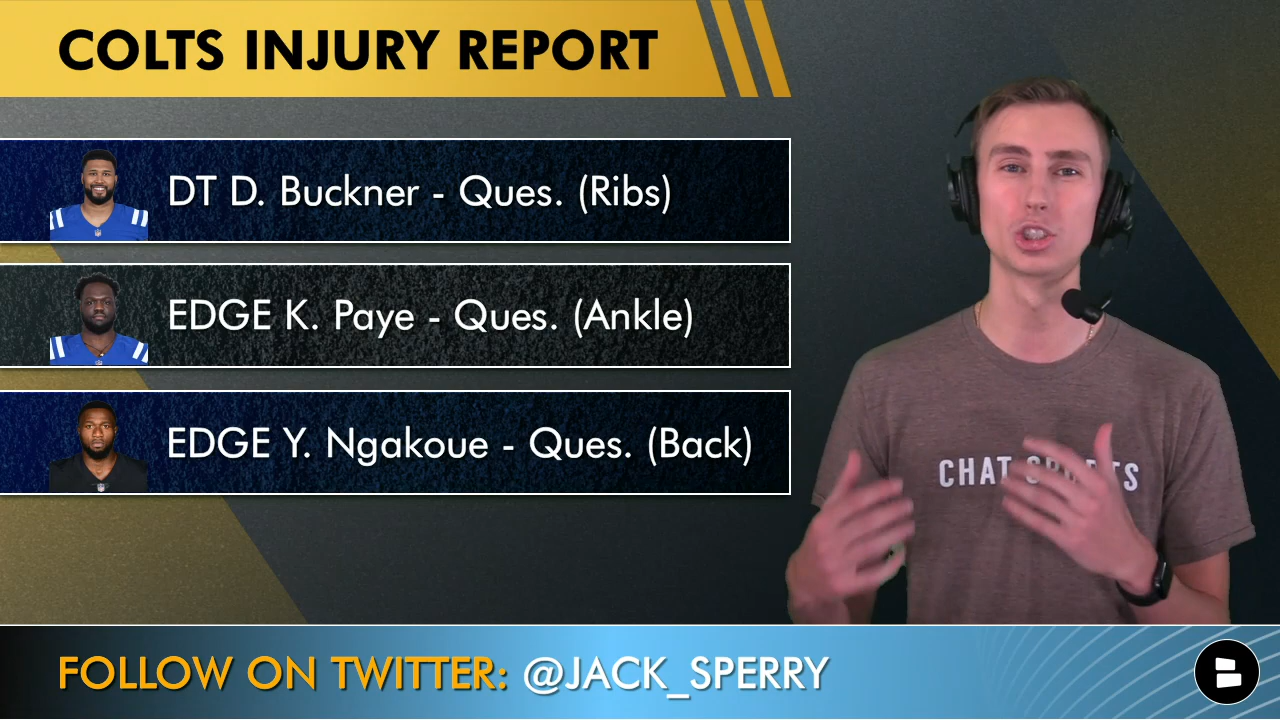 COLTS INJURY REPORT
DT D. Buckner - Ques. (Ribs)
EDGE K. Paye - Ques. (Ankle)
EDGE Y. Ngakoue - Ques. (Back)
CHAT SPORTS
FOLLOW ON TWITTER: @JACK_SPERRY